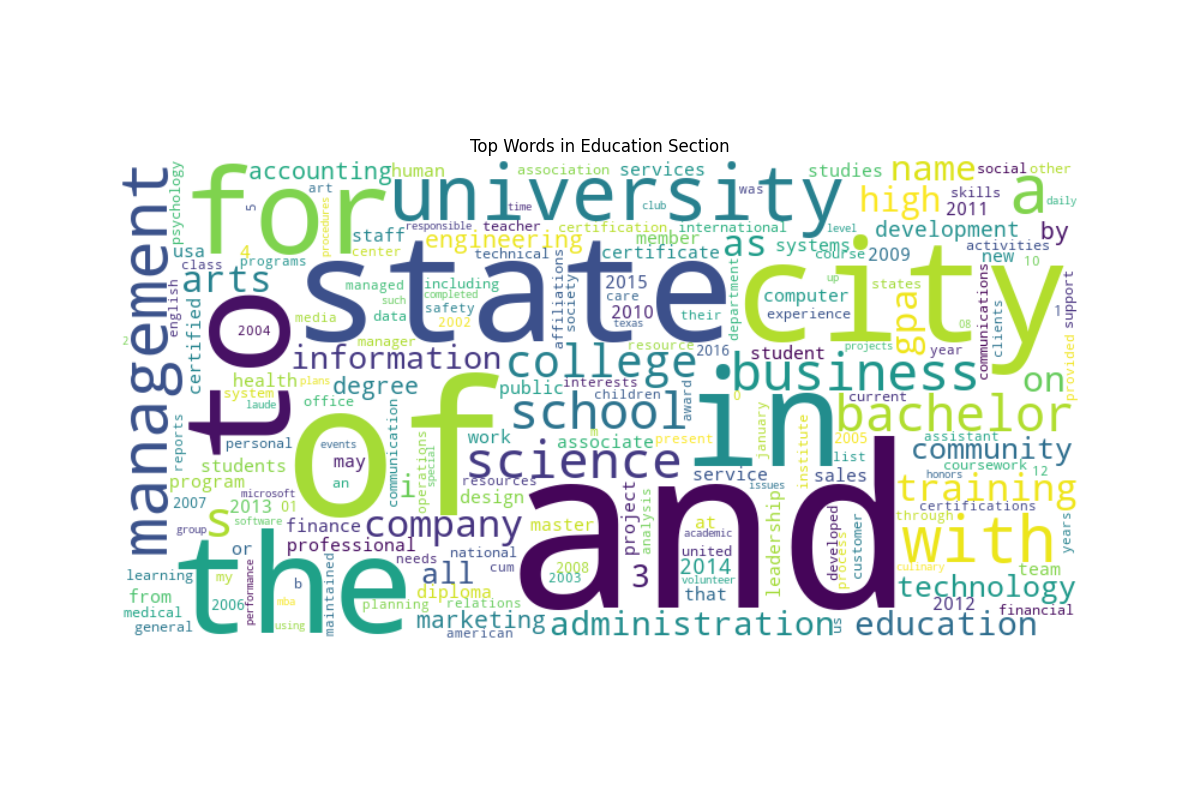 Top Words in Education Section
management
psychology
for
accounting
human
university
association
services
studies
name
social
other
art
5
procedures
time
club
was
high
skills
2011
a
daily
usa
4
staff
center
responsible
teacher
certification
international
level
engineering
member
technical
certificate
as
systems
course
2009
development
by
activities
new
10
class
programs
arts
to
state
city
managed
including
such
completed
data
safety
2002
media
manager
affiliations
society
2015
care
2010
texas
their
department
computer
experience
up
states
gpa
08
communications
clients
1
support
english
certified
2004
2
information
college
resource
2016
student
projects
year
provided
health
system
laude
plans
degree
office
public
interests
children
award
o
business
current
on
of
in
school
bachelor
reports
personal
events
may
an
communication
i
operations
special
work
associate
m
present
january
institute
2005
list
assistant
community
students
program
science
resources
design
service
issues
sales
coursework
12
honors
training
certifications
2007
group
s
2013
microsoft
01
software
finance
company
master
and
project
analysis
at
academic
leadership
developed
process
customer
through
with
years
or
professional
needs
national
cum
2008
2003
3
united
2014
volunteer
that
culinary
team
technology
learning
from
medical
general
my
2006
performance
the
b
mba
using
maintained
all
planning
diploma
relations
marketing
american
administration
us
education
2012
financial